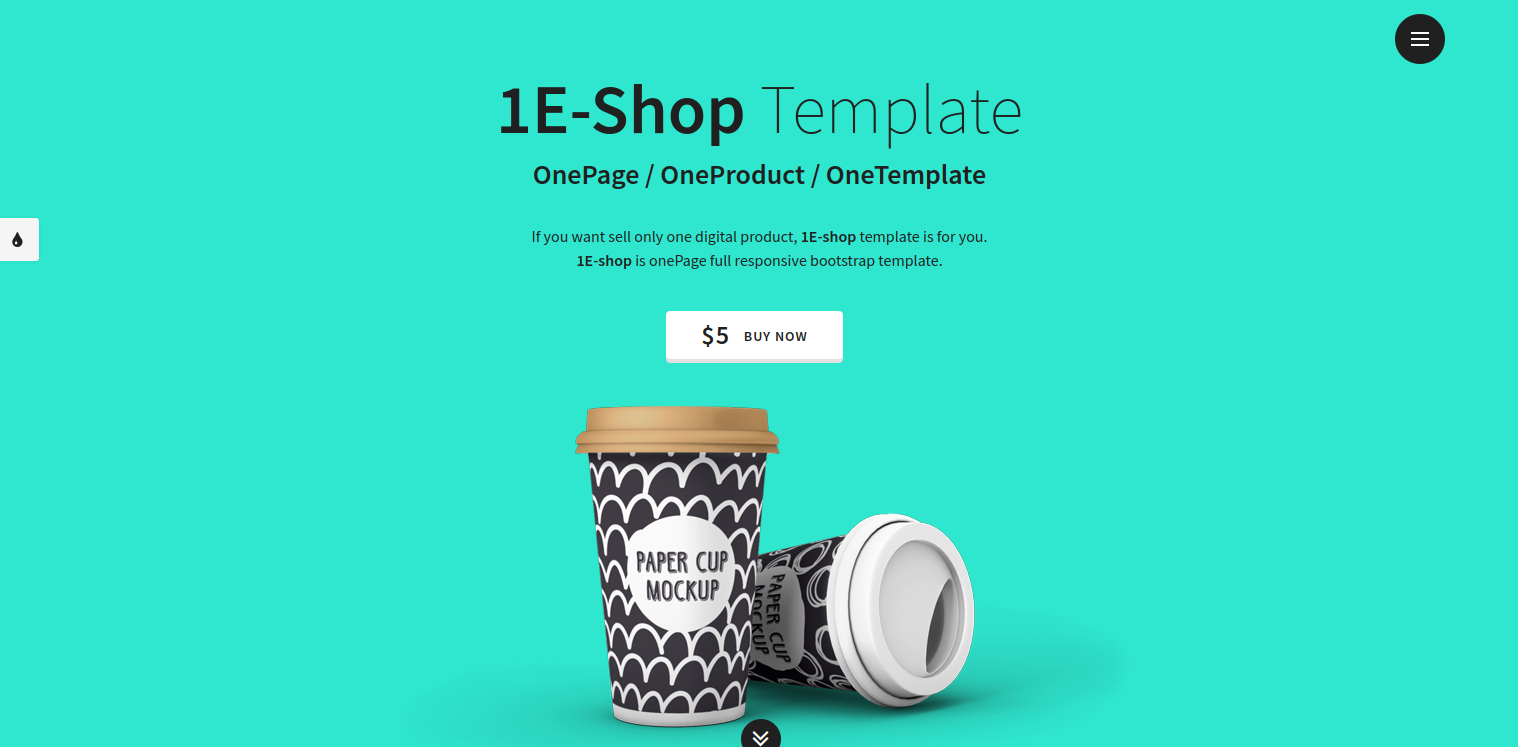 1E-Shop Template
OnePage / OneProduct / OneTemplate
If you want sell only one digital product, 1E-shop template is for you.
1E-shop is onePage full responsive bootstrap template.
$5 BUY NOW
PAPER CUP
MOCKUP
PAPER CUP
MOCKUP